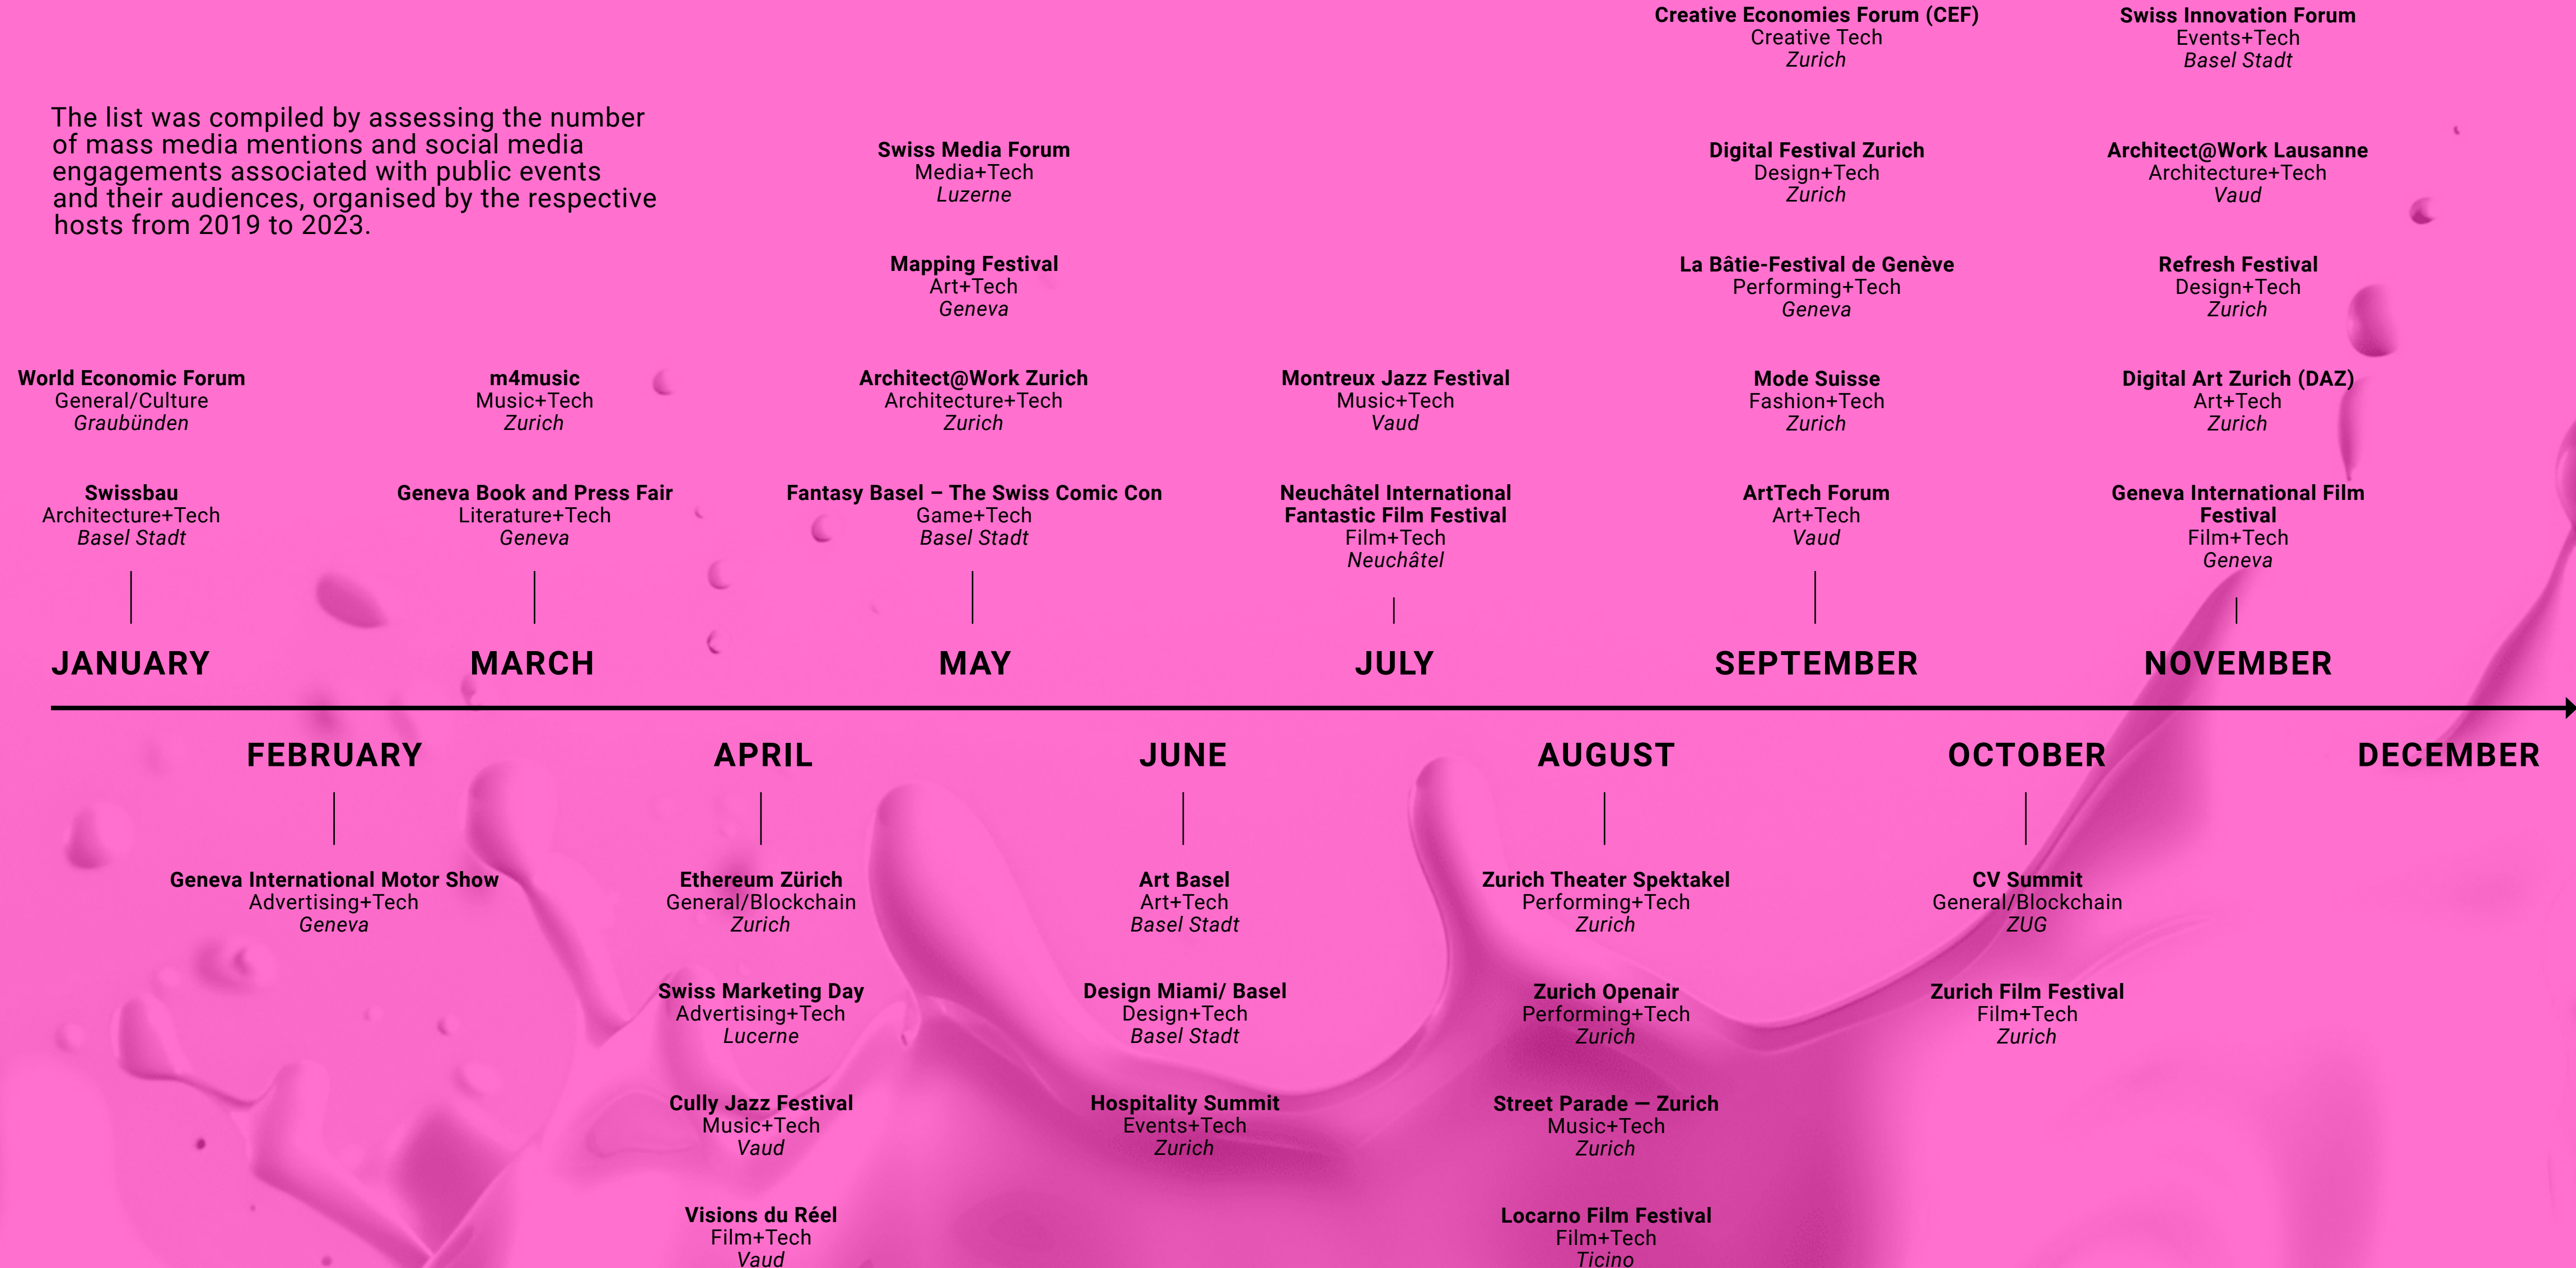 The list was compiled by assessing the number
of mass media mentions and social media
engagements associated with public events
and their audiences, organised by the respective
hosts from 2019 to 2023.
World Economic Forum
General/Culture
Graubünden
Swissbau
Architecture+Tech
Basel Stadt
JANUARY
m4music
Music+Tech
Zurich
Geneva Book and Press Fair
Literature+Tech
Geneva
MARCH
Swiss Media Forum
Media+Tech
Luzerne
Mapping Festival
Art+Tech
Geneva
Architect@Work Zurich
Architecture+Tech
Zurich
Fantasy Basel – The Swiss Comic Con
Game+Tech
Basel Stadt
MAY
Montreux Jazz Festival
Music+Tech
Vaud
Neuchâtel International
Fantastic Film Festival
Film+Tech
Neuchâtel
JULY
Creative Economies Forum (CEF)
Creative Tech
Zurich
Digital Festival Zurich
Design+Tech
Zurich
La Bâtie-Festival de Genève
Performing+Tech
Geneva
Mode Suisse
Fashion+Tech
Zurich
ArtTech Forum
Art+Tech
Vaud
SEPTEMBER
Swiss Innovation Forum
Events+Tech
Basel Stadt
Architect@Work Lausanne
Architecture+Tech
Vaud
Refresh Festival
Design+Tech
Zurich
Digital Art Zurich (DAZ)
Art+Tech
Zurich
Geneva International Film
Festival
Film+Tech
Geneva
NOVEMBER
FEBRUARY
Geneva International Motor Show
Advertising+Tech
Geneva
APRIL
Ethereum Zürich
General/Blockchain
Zurich
Swiss Marketing Day
Advertising+Tech
Lucerne
Cully Jazz Festival
Music+Tech
Vaud
Visions du Réel
Film+Tech
Vaud
JUNE
Art Basel
Art+Tech
Basel Stadt
Design Miami/ Basel
Design+Tech
Basel Stadt
Hospitality Summit
Events+Tech
Zurich
AUGUST
Zurich Theater Spektakel
Performing+Tech
Zurich
Zurich Openair
Performing+Tech
Zurich
Street Parade — Zurich
Music+Tech
Zurich
Locarno Film Festival
Film+Tech
Ticino
OCTOBER
CV Summit
General/Blockchain
ZUG
Zurich Film Festival
Film+Tech
Zurich
DECEMBER